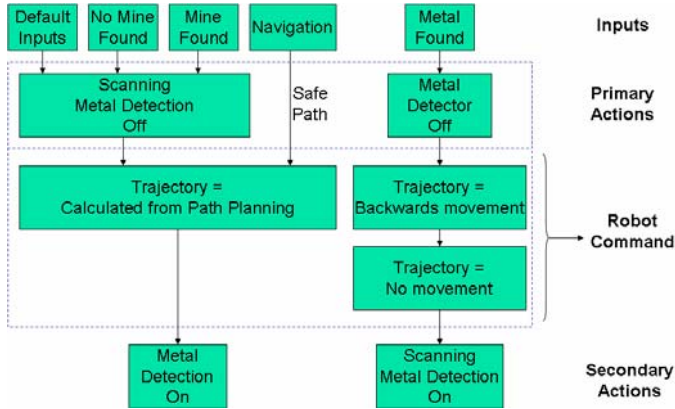 Default
Inputs
No Mine
Found
Mine
Found
Navigation
Metal
Found
Inputs
Scanning
Metal Detection
Off
Safe
Path
Metal
Detector
Off
Primary
Actions
Trajectory =
Calculated from Path Planning
Trajectory =
Backwards movement
Trajectory =
No movement
Robot
Command
Metal
Detection
On
Scanning
Metal Detection
On
Secondary
Actions